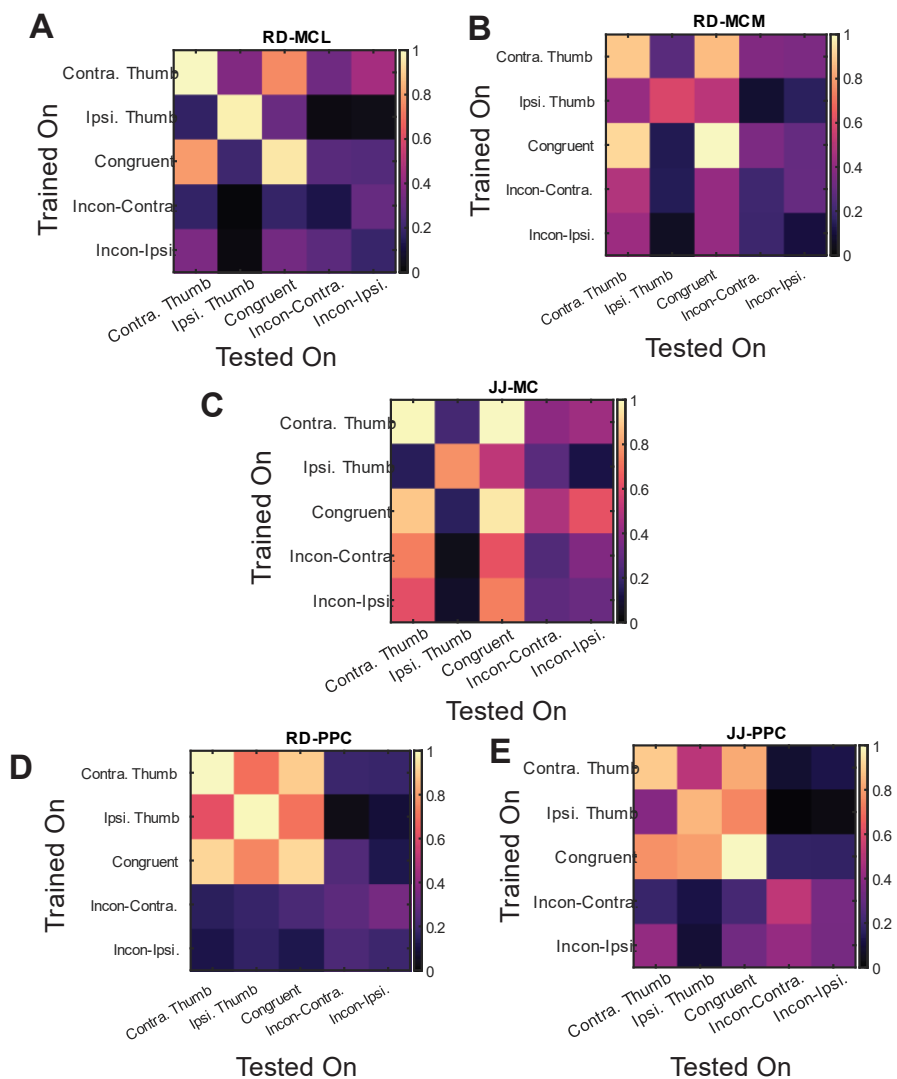 A
RD-MCL
Trained On
Contra. Thumb
Ipsi. Thumb
Congruent
Incon-Contra.
Incon-Ipsi.
1
0.8
0.6
0.4
0.2
0
Contra. Thumb
Ipsi. Thumb
Congruent
Incon-Contra.
Incon-Ipsi.
Tested On
B
RD-MCM
Trained On
Contra. Thumb
Ipsi. Thumb
Congruent
Incon-Contra.
Incon-Ipsi.
1
0.8
0.6
0.4
0.2
0
Contra. Thumb
Ipsi. Thumb
Congruent
Incon-Contra.
Incon-Ipsi.
Tested On
C
JJ-MC
Trained On
Contra. Thumb
Ipsi. Thumb
Congruent
Incon-Contra.
Incon-Ipsi.
1
0.8
0.6
0.4
0.2
0
Contra. Thumb
Ipsi. Thumb
Congruent
Incon-Contra.
Incon-Ipsi.
Tested On
D
RD-PPC
Trained On
Contra. Thumb
Ipsi. Thumb
Congruent
Incon-Contra.
Incon-Ipsi.
1
0.8
0.6
0.4
0.2
0
Contra. Thumb
Ipsi. Thumb
Congruent
Incon-Contra.
Incon-Ipsi.
Tested On
E
JJ-PPC
Trained On
Contra. Thumb
Ipsi. Thumb
Congruent
Incon-Contra.
Incon-Ipsi.
1
0.8
0.6
0.4
0.2
0
Contra. Thumb
Ipsi. Thumb
Congruent
Incon-Contra.
Incon-Ipsi.
Tested On